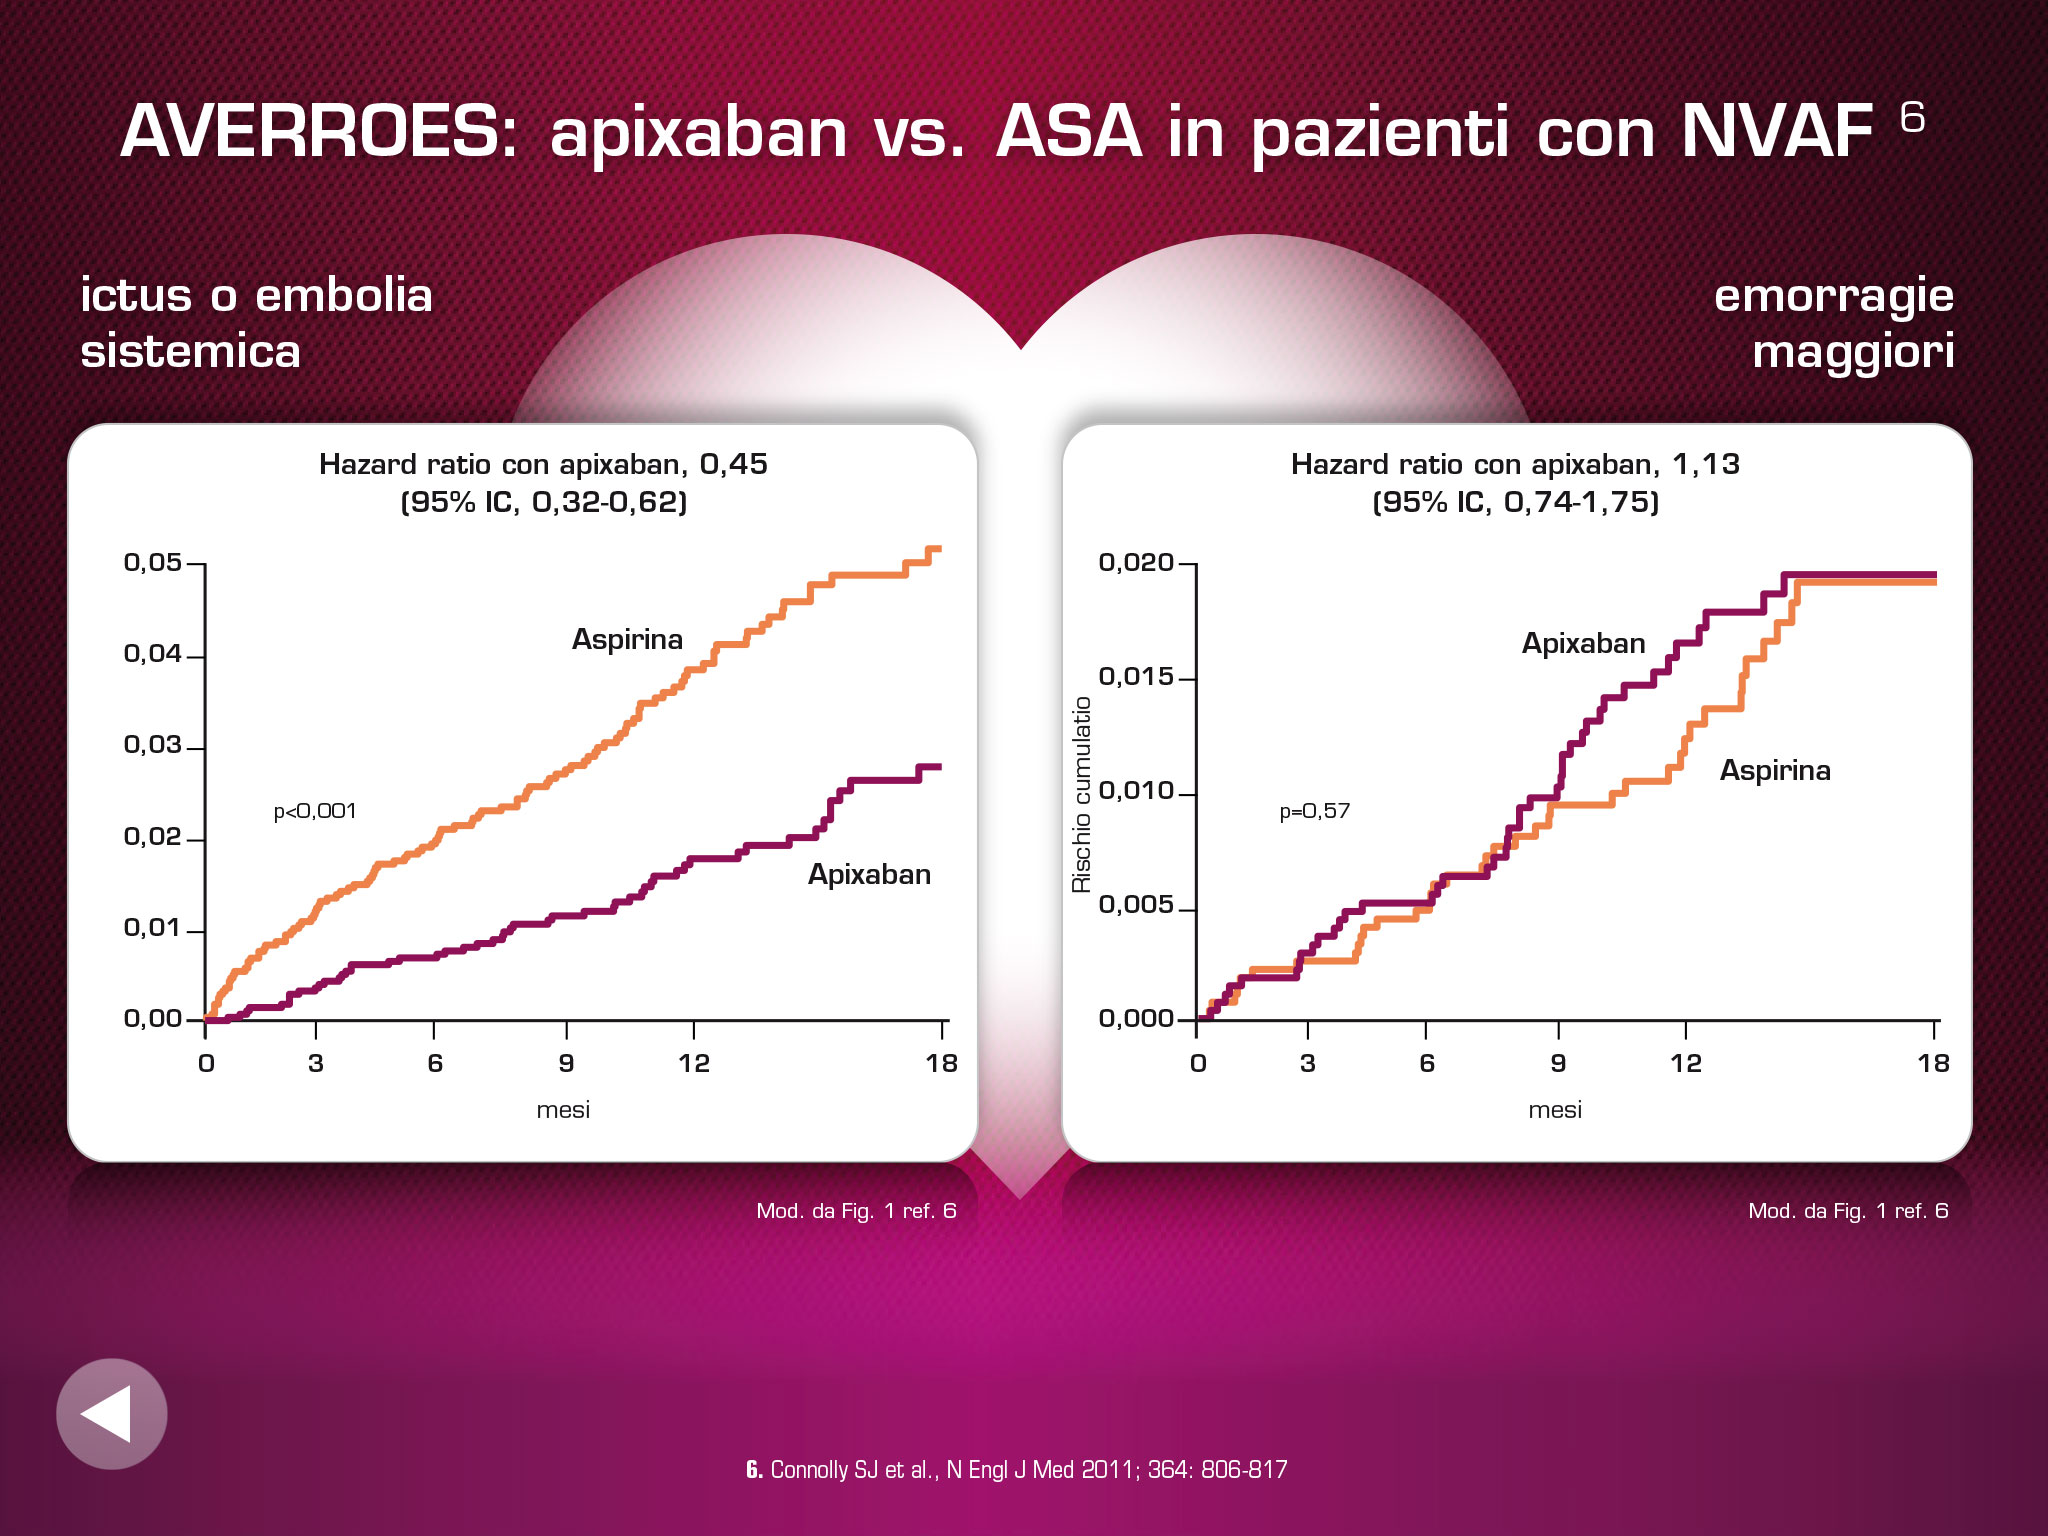 AVERROES: apixaban vs. ASA in pazienti con NVAF 6
ictus o embolia
sistemica
emorragie
maggiori
Hazard ratio con apixaban, 0,45
(95% IC, 0,32-0,62)
0,05
0,04
0,03
0,02
0,01
0,00
Aspirina
p<0,001
Apixaban
0 3 6 9 12 18
mesi
Mod. da Fig. 1 ref. 6
Hazard ratio con apixaban, 1,13
(95% IC, 0,74-1,75)
Rischio cumulatio
0,020
0,015
0,010
0,005
0,000
Apixaban
Aspirina
p=0,57
0 3 6 9 12 18
mesi
Mod. da Fig. 1 ref. 6
6. Connolly SJ et al., N Engl J Med 2011; 364: 806-817